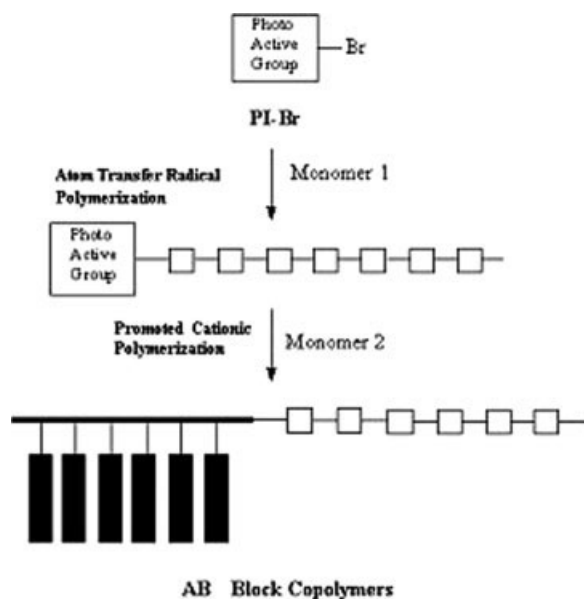 Photo
Active
Group
Br
PI-Br
Atom Transfer Radical
Polymerization
Monomer 1
Photo
Active
Group
Promoted Cationic
Polymerization
Monomer 2
AB Block Copolymers